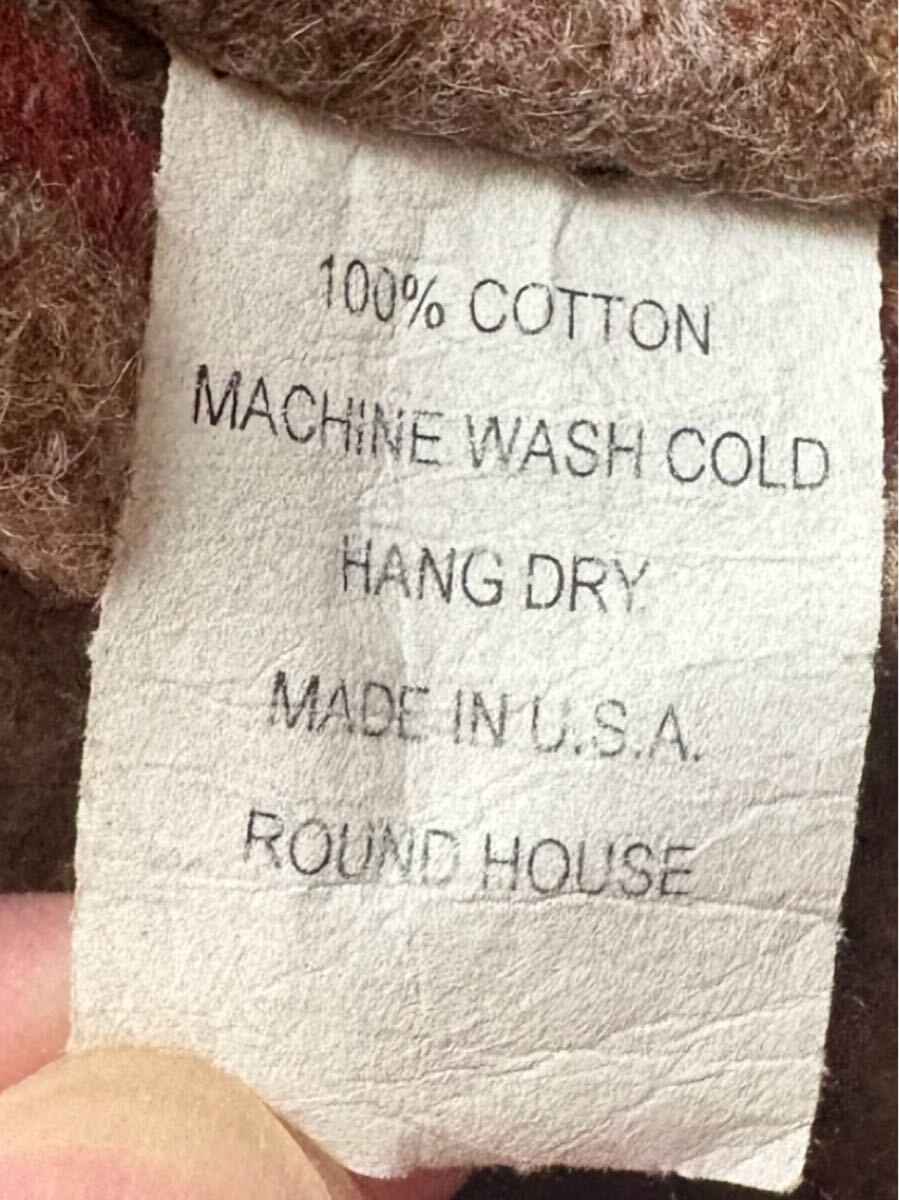 100% COTTON
MACHINE WASH COLD
HANG DRY
MADE IN U.S.A.
ROUND HOUSE